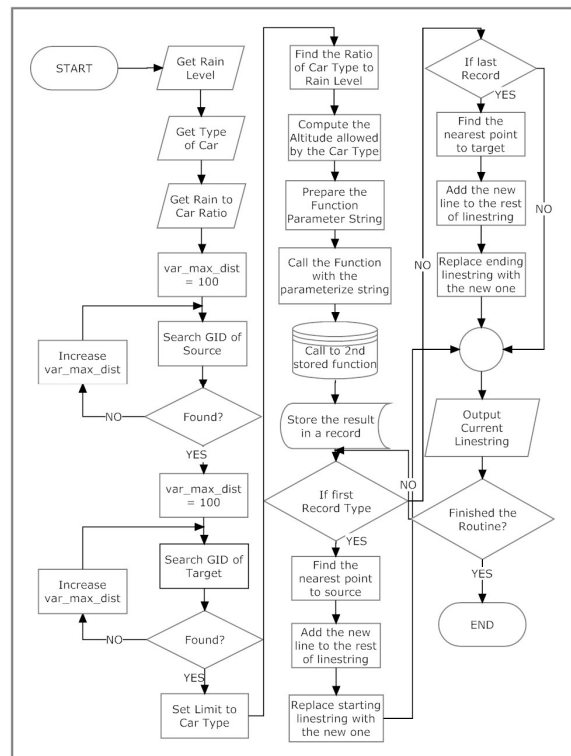 START
Get Rain
Level
Get Type
of Car
Get Rain to
Car Ratio
var_max_dist
= 100
Search GID of
Source
Increase
var_max_dist
Found?
NO
YES
var_max_dist
= 100
Search GID of
Target
Increase
var_max_dist
Found?
NO
YES
Set Limit to
Car Type
Find the Ratio
of Car Type to
Rain Level
Compute the
Altitude allowed
by the Car Type
Prepare the
Function
Parameter String
Call the Function
with the
parameterize string
Call to 2nd
stored function
Store the result
in a record
If first
Record Type
NO
YES
Find the
nearest point
to source
Add the new
line to the rest
of linestring
Replace starting
linestring with
the new one
If last
Record
YES
NO
Find the
nearest point
to target
Add the new
line to the rest
of linestring
Replace ending
linestring with
the new one
Output
Current
Linestring
Finished the
Routine?
NO
YES
END